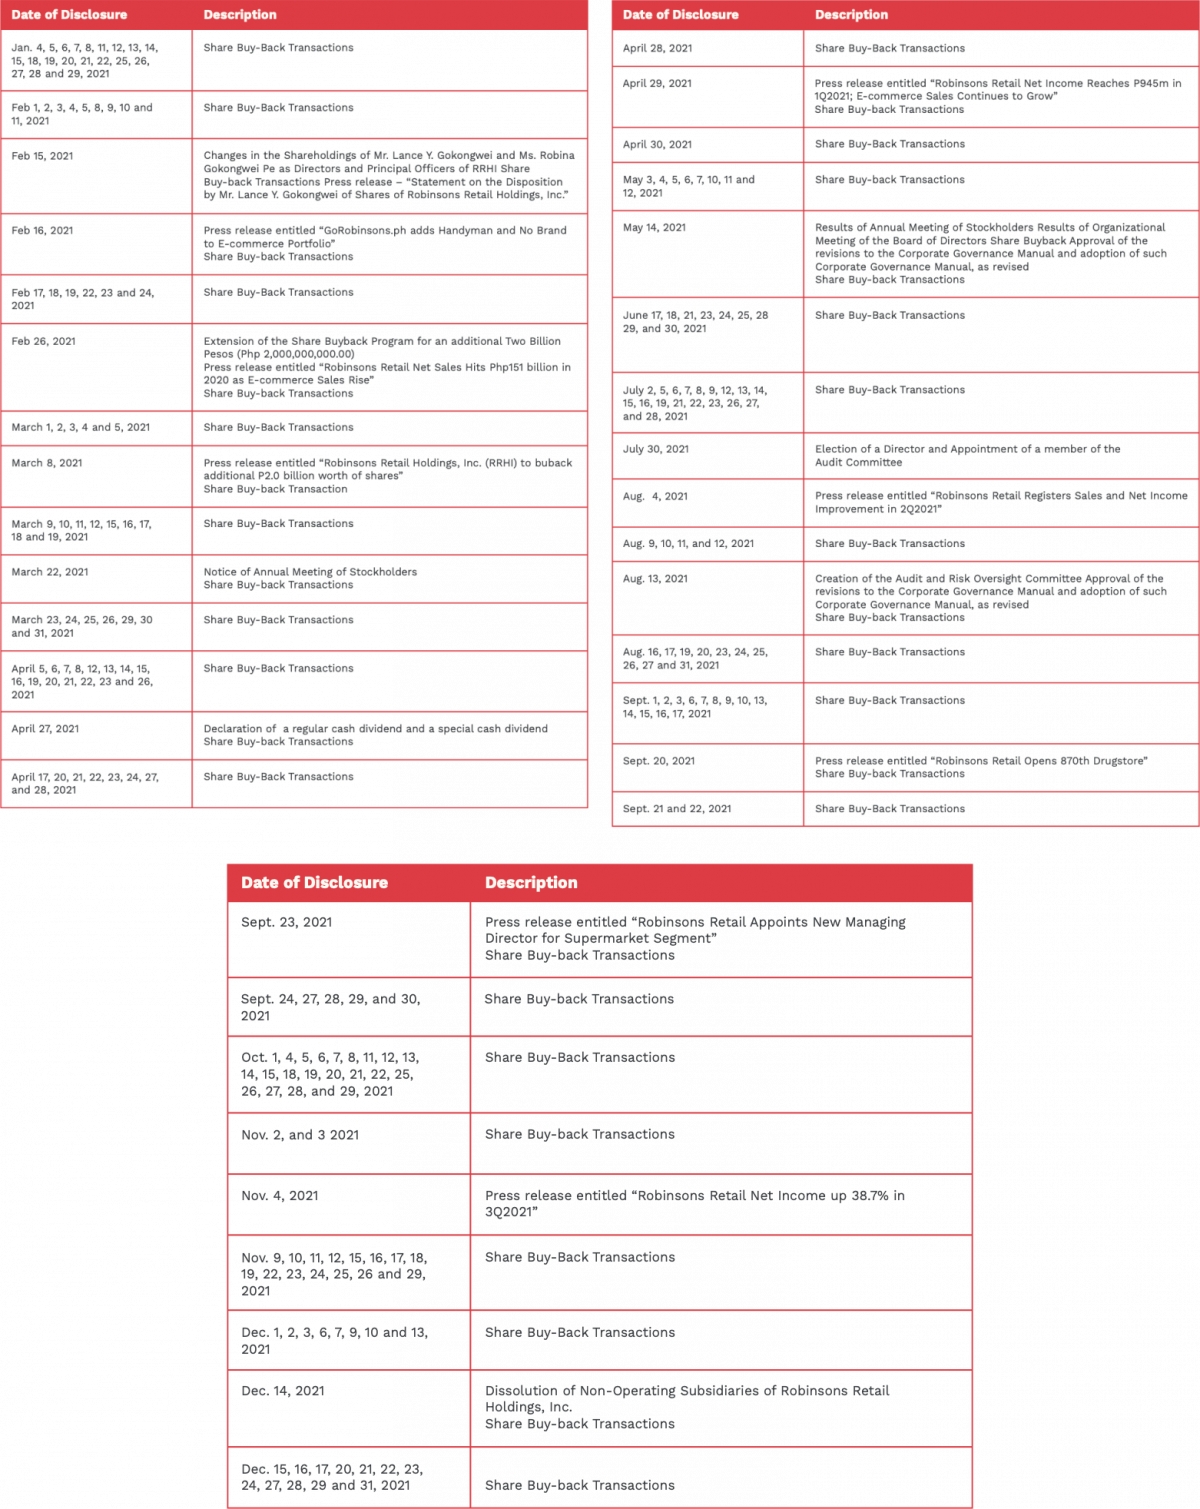 Date of Disclosure
Description
Jan. 4, 5, 6, 7, 8, 11, 12, 13, 14,
15, 18, 19, 20, 21, 22, 25, 26,
27, 28 and 29, 2021
Share Buy-Back Transactions
Feb 1, 2, 3, 4, 5, 8, 9, 10 and
11, 2021
Share Buy-Back Transactions
Feb 15, 2021
Changes in the Shareholdings of Mr. Lance Y. Gokongwei and Ms. Robina
Gokongwei Pe as Directors and Principal Officers of RRHI Share
Buy-back Transactions Press release – “Statement on the Disposition
by Mr. Lance Y. Gokongwei of Shares of Robinsons Retail Holdings, Inc.”
Feb 16, 2021
Press release entitled “GoRobinsons.ph adds Handyman and No Brand
to E-commerce Portfolio”
Share Buy-back Transactions
Feb 17, 18, 19, 22, 23 and 24,
2021
Share Buy-Back Transactions
Feb 26, 2021
Extension of the Share Buyback Program for an additional Two Billion
Pesos (Php 2,000,000,000.00)
Press release entitled “Robinsons Retail Net Sales Hits Php151 billion in
2020 as E-commerce Sales Rise”
Share Buy-back Transactions
March 1, 2, 3, 4 and 5, 2021
Share Buy-Back Transactions
March 8, 2021
Press release entitled “Robinsons Retail Holdings, Inc. (RRHI) to buback
additional P2.0 billion worth of shares”
Share Buy-back Transaction
March 9, 10, 11, 12, 15, 16, 17,
18 and 19, 2021
Share Buy-Back Transactions
March 22, 2021
Notice of Annual Meeting of Stockholders
Share Buy-back Transactions
March 23, 24, 25, 26, 29, 30
and 31, 2021
Share Buy-Back Transactions
April 5, 6, 7, 8, 12, 13, 14, 15,
16, 19, 20, 21, 22, 23 and 26,
2021
Share Buy-Back Transactions
April 27, 2021
Declaration of a regular cash dividend and a special cash dividend
Share Buy-back Transactions
April 17, 20, 21, 22, 23, 24, 27,
and 28, 2021
Share Buy-Back Transactions
Date of Disclosure
Description
April 28, 2021
Share Buy-Back Transactions
April 29, 2021
Press release entitled “Robinsons Retail Net Income Reaches P945m in
1Q2021; E-commerce Sales Continues to Grow”
Share Buy-back Transactions
April 30, 2021
Share Buy-Back Transactions
May 3, 4, 5, 6, 7, 10, 11 and
12, 2021
Share Buy-Back Transactions
May 14, 2021
Results of Annual Meeting of Stockholders Results of Organizational
Meeting of the Board of Directors Share Buyback Approval of the
revisions to the Corporate Governance Manual and adoption of such
Corporate Governance Manual, as revised
Share Buy-back Transactions
June 17, 18, 21, 23, 24, 25, 28
29, and 30, 2021
Share Buy-Back Transactions
July 2, 5, 6, 7, 8, 9, 12, 13, 14,
15, 16, 19, 21, 22, 23, 26, 27,
and 28, 2021
Share Buy-Back Transactions
July 30, 2021
Election of a Director and Appointment of a member of the
Audit Committee
Aug. 4, 2021
Press release entitled “Robinsons Retail Registers Sales and Net Income
Improvement in 2Q2021”
Aug. 9, 10, 11, and 12, 2021
Share Buy-Back Transactions
Aug. 13, 2021
Creation of the Audit and Risk Oversight Committee Approval of the
revisions to the Corporate Governance Manual and adoption of such
Corporate Governance Manual, as revised
Share Buy-back Transactions
Aug. 16, 17, 19, 20, 23, 24, 25,
26, 27 and 31, 2021
Share Buy-Back Transactions
Sept. 1, 2, 3, 6, 7, 8, 9, 10, 13,
14, 15, 16, 17, 2021
Share Buy-Back Transactions
Sept. 20, 2021
Press release entitled “Robinsons Retail Opens 870th Drugstore”
Share Buy-back Transactions
Sept. 21 and 22, 2021
Share Buy-Back Transactions
Date of Disclosure
Description
Sept. 23, 2021
Press release entitled “Robinsons Retail Appoints New Managing
Director for Supermarket Segment”
Share Buy-back Transactions
Sept. 24, 27, 28, 29, and 30,
2021
Share Buy-back Transactions
Oct. 1, 4, 5, 6, 7, 8, 11, 12, 13,
14, 15, 18, 19, 20, 21, 22, 25,
26, 27, 28, and 29, 2021
Share Buy-Back Transactions
Nov. 2, and 3 2021
Share Buy-back Transactions
Nov. 4, 2021
Press release entitled “Robinsons Retail Net Income up 38.7% in
3Q2021”
Nov. 9, 10, 11, 12, 15, 16, 17, 18,
19, 22, 23, 24, 25, 26 and 29,
2021
Share Buy-Back Transactions
Dec. 1, 2, 3, 6, 7, 9, 10 and 13,
2021
Share Buy-Back Transactions
Dec. 14, 2021
Dissolution of Non-Operating Subsidiaries of Robinsons Retail
Holdings, Inc.
Share Buy-back Transactions
Dec. 15, 16, 17, 20, 21, 22, 23,
24, 27, 28, 29 and 31, 2021
Share Buy-back Transactions